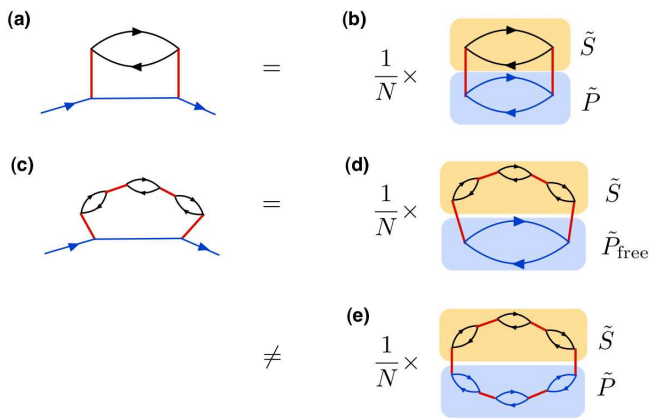 (a) = (b) 1/N × S̃
P̃
(c) = (d) 1/N × S̃
P̃free
(e)
≠ 1/N × S̃
P̃